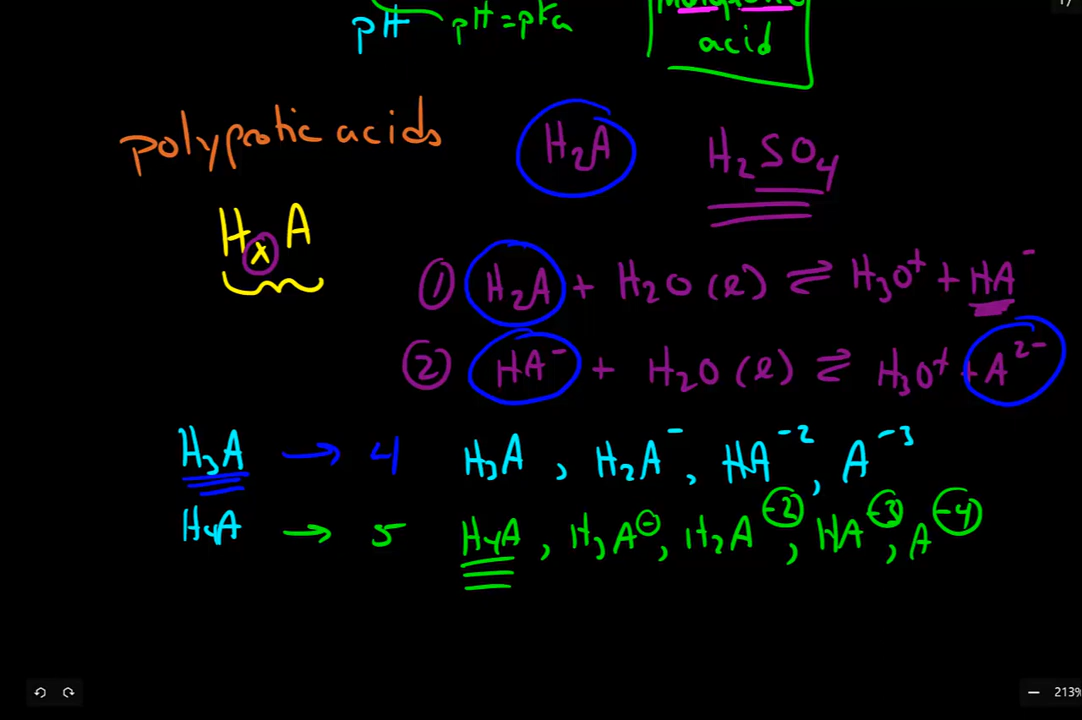 pH pH = pKa
acid
polyprotic acids H₂A H₂SO₄
HₓA
① H₂A + H₂O (l) ⇌ H₃O⁺ + HA⁻
② HA⁻ + H₂O (l) ⇌ H₃O⁺ + A²⁻
H₃A → 4 H₃A , H₂A⁻ , HA⁻² , A⁻³
H₄A → 5 H₄A , H₃A⁻ , H₂A⁻² , HA⁻³ , A⁻⁴
213%